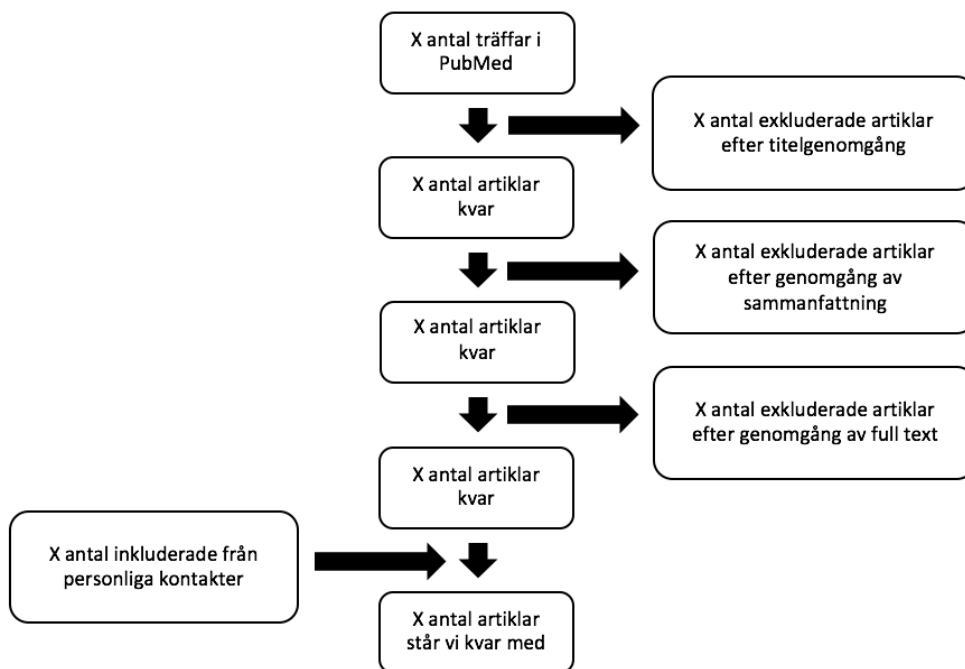 X antal träffar i
PubMed
X antal exkluderade artiklar
efter titelgenomgång
X antal artiklar
kvar
X antal exkluderade artiklar
efter genomgång av
sammanfattning
X antal artiklar
kvar
X antal exkluderade artiklar
efter genomgång av full text
X antal artiklar
kvar
X antal inkluderade från
personliga kontakter
X antal artiklar
står vi kvar med